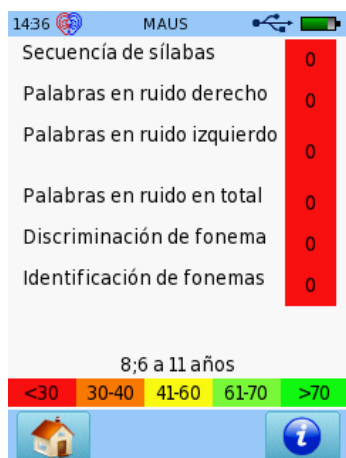 14:36 MAUS
Secuencía de sílabas 0
Palabras en ruido derecho 0
Palabras en ruido izquierdo 0
Palabras en ruido en total 0
Discriminación de fonema 0
Identificación de fonemas 0
8;6 a 11 años
<30 30-40 41-60 61-70 >70
i